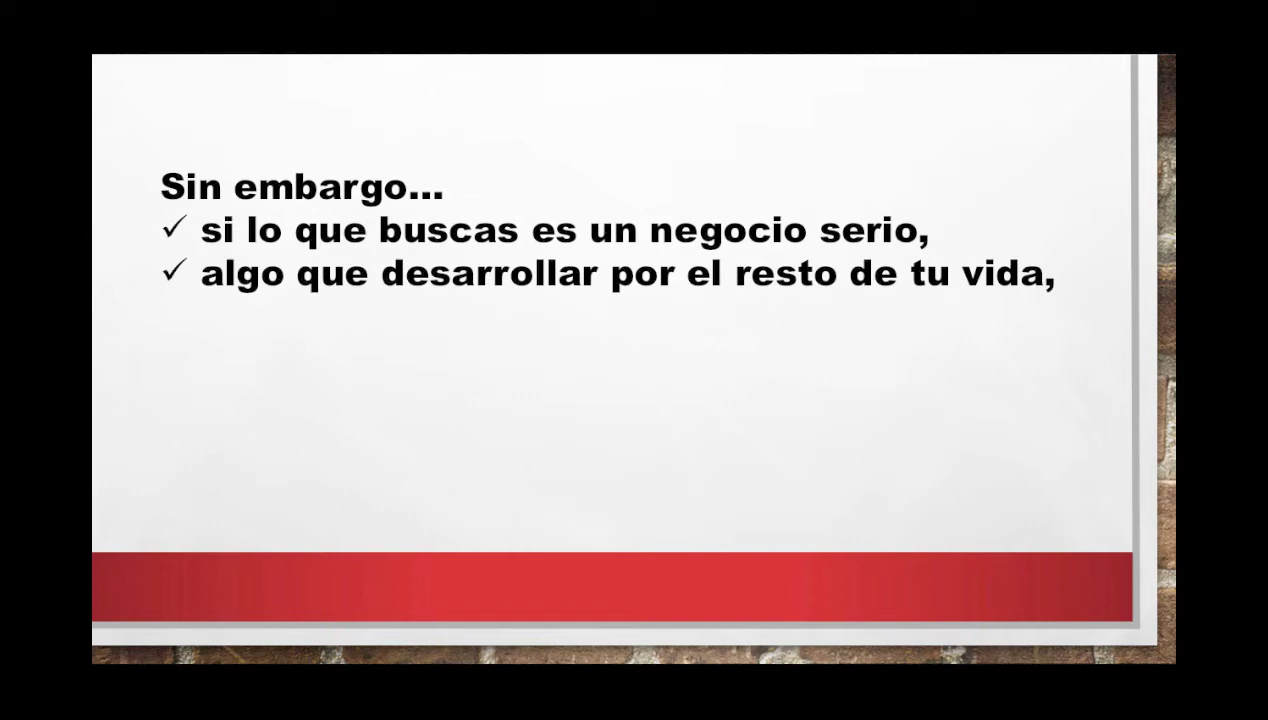 Sin embargo...
✓ si lo que buscas es un negocio serio,
✓ algo que desarrollar por el resto de tu vida,